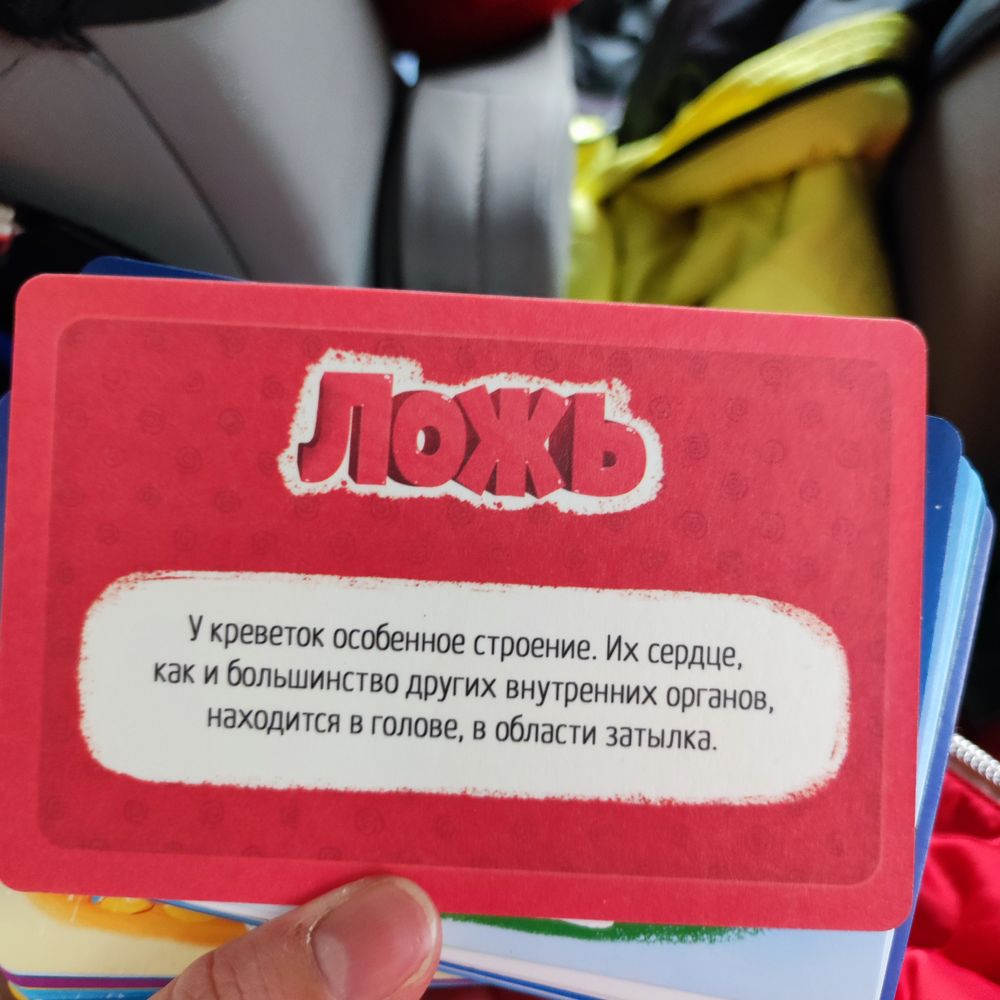 Ложь
У креветок особенное строение. Их сердце,
как и большинство других внутренних органов,
находится в голове, в области затылка.